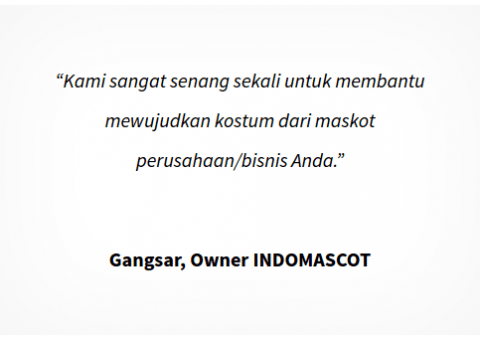 “Kami sangat senang sekali untuk membantu
mewujudkan kostum dari maskot
perusahaan/bisnis Anda.”
Gangsar, Owner INDOMASCOT